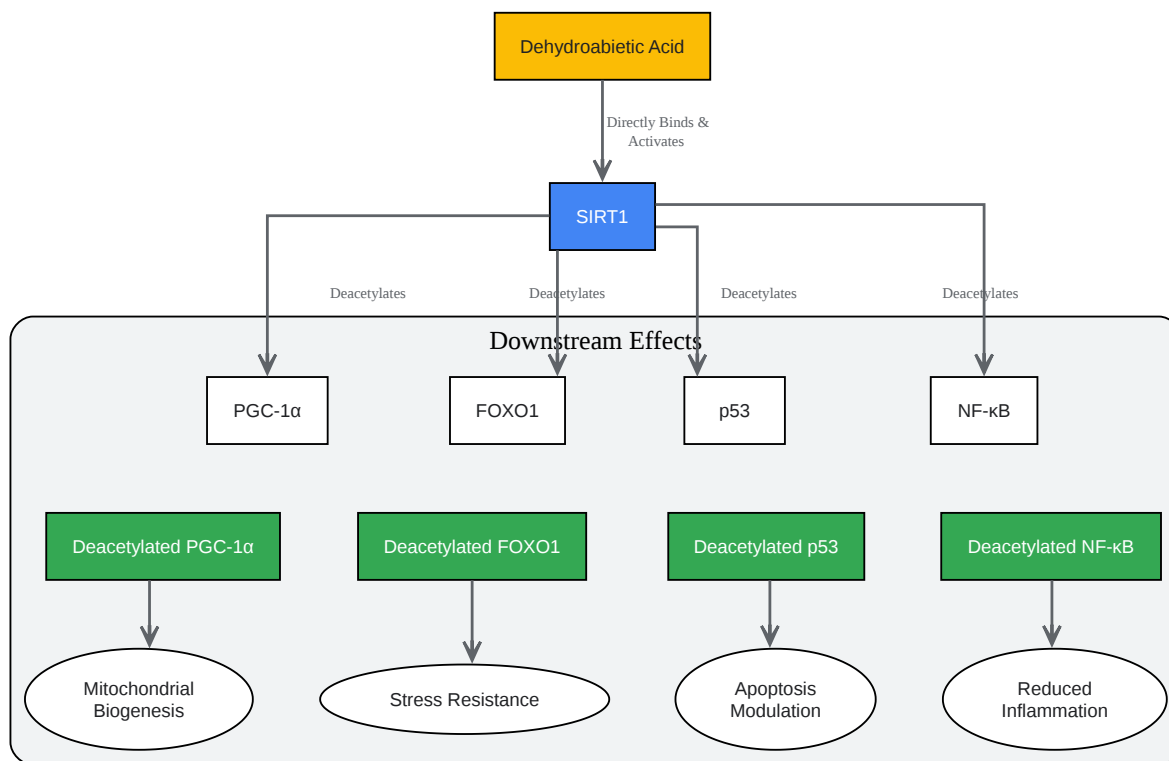 Dehydroabietic Acid
Directly Binds &
Activates
SIRT1
Deacetylates
Deacetylates
Deacetylates
Deacetylates
Downstream Effects
PGC-1α
FOXO1
p53
NF-κB
Deacetylated PGC-1α
Deacetylated FOXO1
Deacetylated p53
Deacetylated NF-κB
Mitochondrial
Biogenesis
Stress Resistance
Apoptosis
Modulation
Reduced
Inflammation